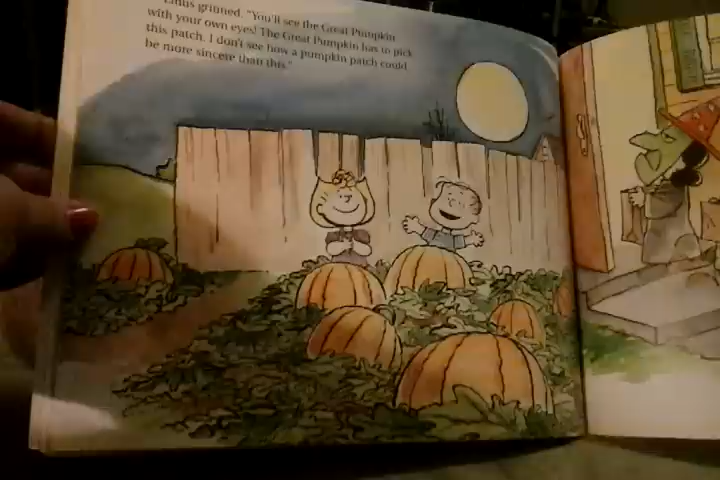 Linus grinned. "You'll see the Great Pumpkin
with your own eyes! The Great Pumpkin has to pick
this patch. I don't see how a pumpkin patch could
be more sincere than this."